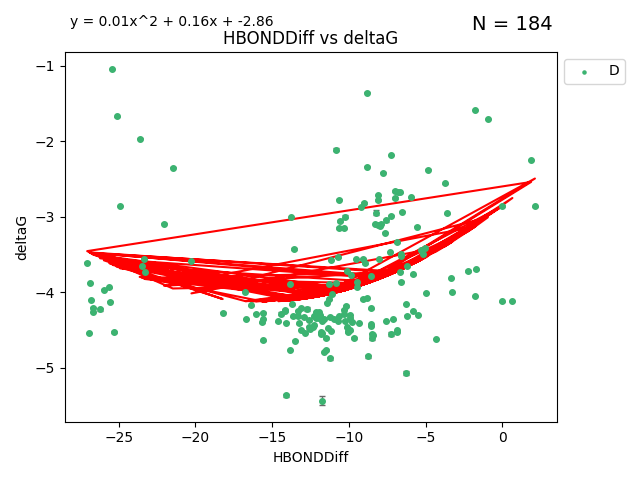 y = 0.01x^2 + 0.16x + -2.86
N = 184
HBONDDiff vs deltaG
D
deltaG
−1
−2
−3
−4
−5
−25
−20
−15
−10
−5
0
HBONDDiff